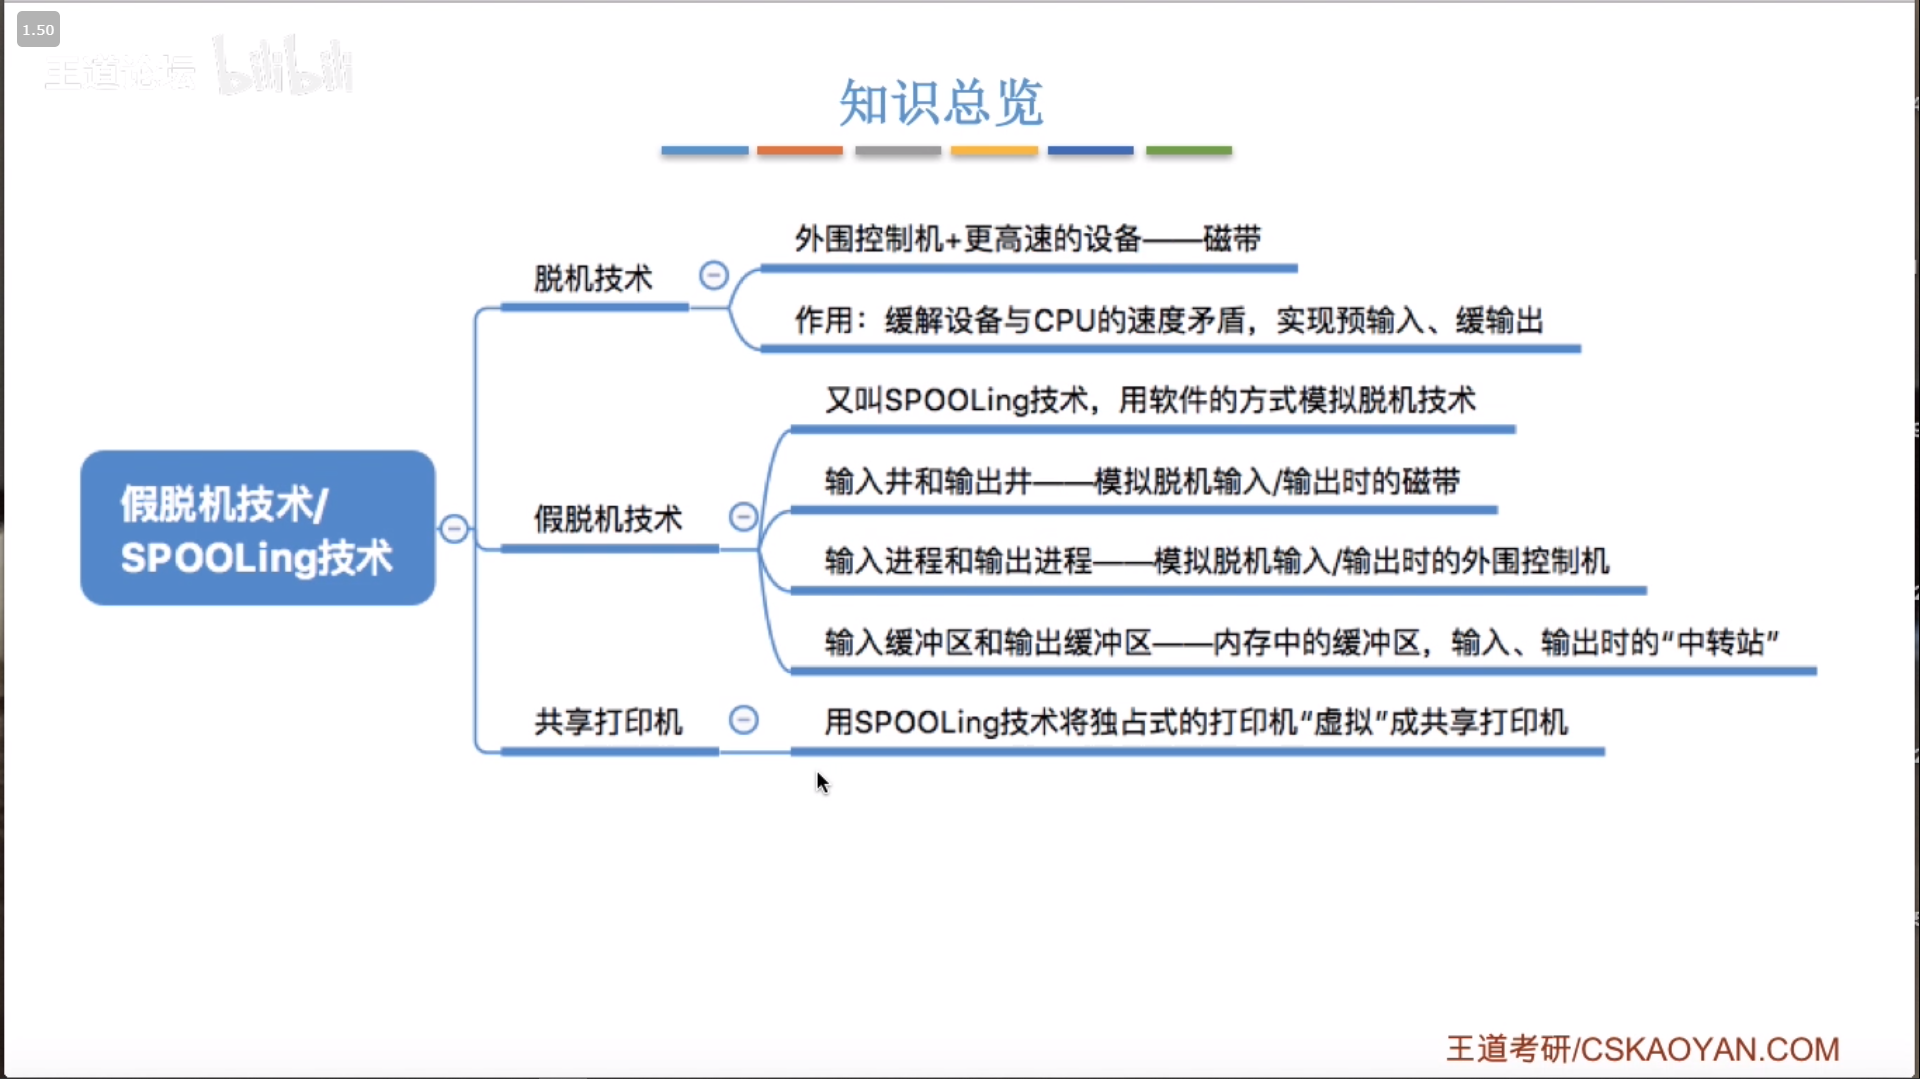 1.50
王道论坛 bilibili
知识总览
外围控制机+更高速的设备——磁带
脱机技术
作用：缓解设备与CPU的速度矛盾，实现预输入、缓输出
又叫SPOOLing技术，用软件的方式模拟脱机技术
输入井和输出井——模拟脱机输入/输出时的磁带
假脱机技术/
SPOOLing技术
假脱机技术
输入进程和输出进程——模拟脱机输入/输出时的外围控制机
输入缓冲区和输出缓冲区——内存中的缓冲区，输入、输出时的“中转站”
共享打印机
用SPOOLing技术将独占式的打印机“虚拟”成共享打印机
王道考研/CSKAOYAN.COM